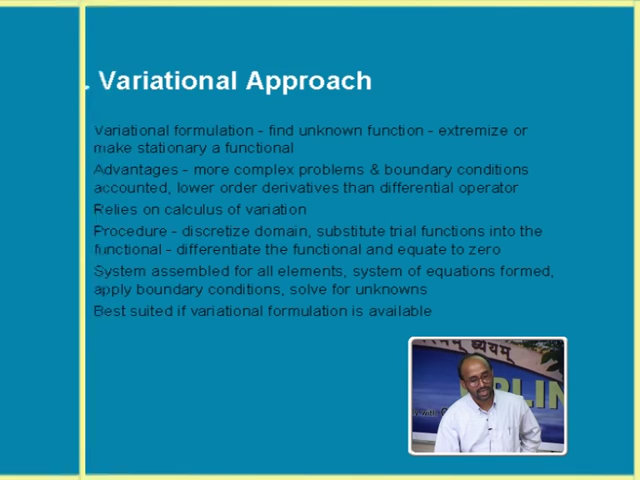 . Variational Approach
Variational formulation - find unknown function - extremize or
make stationary a functional
Advantages - more complex problems & boundary conditions
accounted, lower order derivatives than differential operator
Relies on calculus of variation
Procedure - discretize domain, substitute trial functions into the
functional - differentiate the functional and equate to zero
System assembled for all elements, system of equations formed,
apply boundary conditions, solve for unknowns
Best suited if variational formulation is available